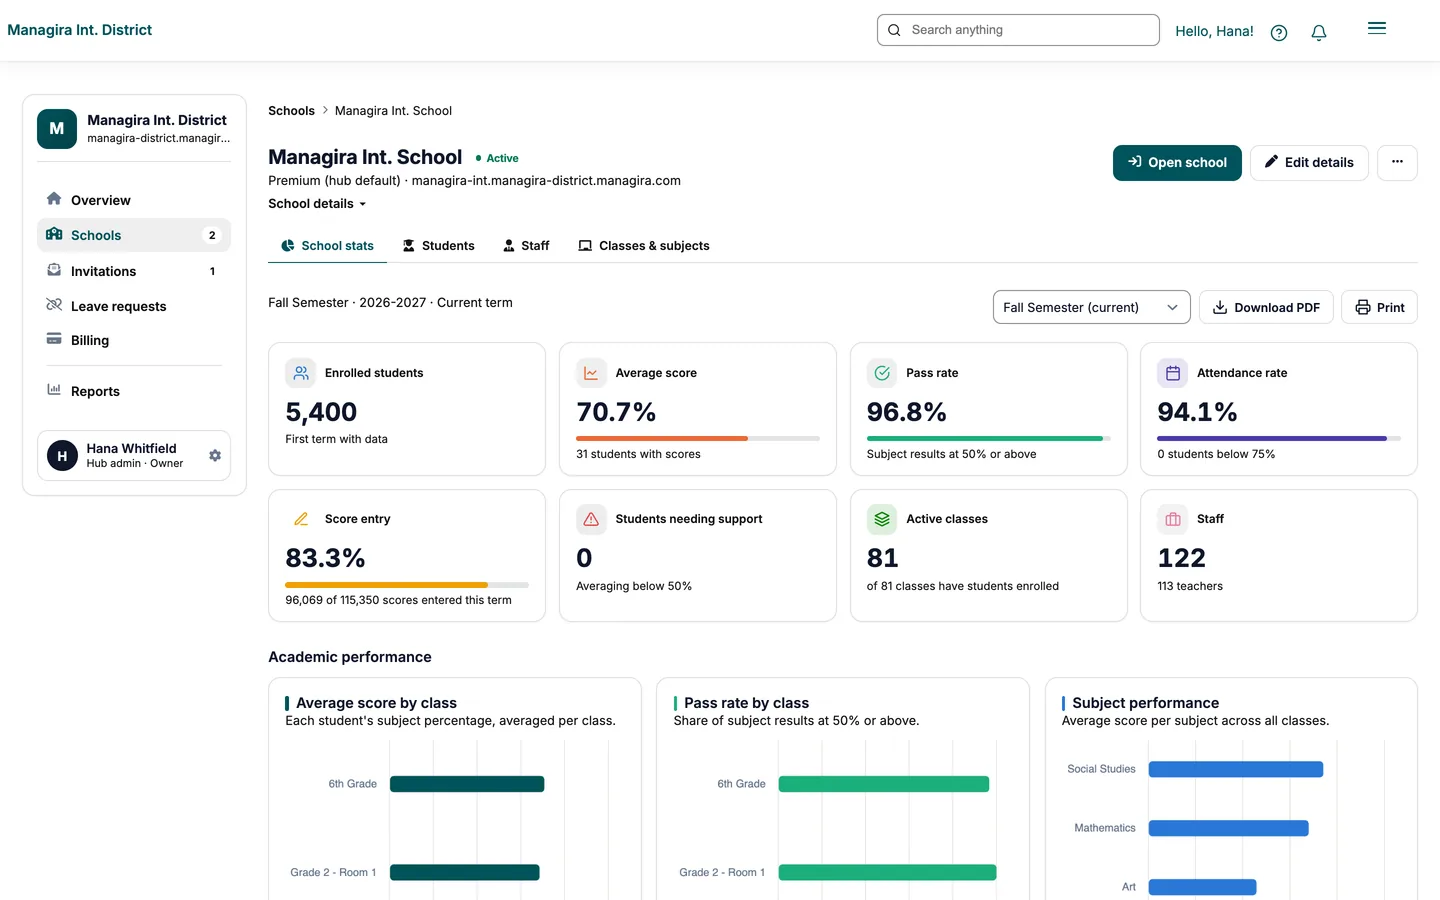 Managira Int. District
Search anything
Hello, Hana!
M
Managira Int. District
managira-district.managir...
Overview
Schools 2
Invitations 1
Leave requests
Billing
Reports
H
Hana Whitfield
Hub admin · Owner
Schools > Managira Int. School
Managira Int. School
Active
Premium (hub default) · managira-int.managira-district.managira.com
School details
Open school
Edit details
...
School stats
Students
Staff
Classes & subjects
Fall Semester · 2026-2027 · Current term
Fall Semester (current)
Download PDF
Print
Enrolled students
5,400
First term with data
Average score
70.7%
31 students with scores
Pass rate
96.8%
Subject results at 50% or above
Attendance rate
94.1%
0 students below 75%
Score entry
83.3%
96,069 of 115,350 scores entered this term
Students needing support
0
Averaging below 50%
Active classes
81
of 81 classes have students enrolled
Staff
122
113 teachers
Academic performance
Average score by class
Each student's subject percentage, averaged per class.
6th Grade
Grade 2 - Room 1
Pass rate by class
Share of subject results at 50% or above.
6th Grade
Grade 2 - Room 1
Subject performance
Average score per subject across all classes.
Social Studies
Mathematics
Art